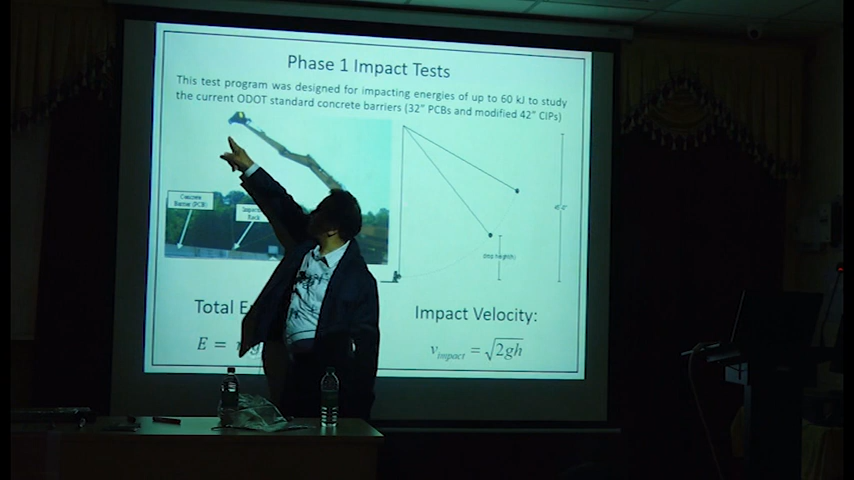 Phase 1 Impact Tests
This test program was designed for impacting energies of up to 60 kJ to study
the current ODOT standard concrete barriers (32" PCBs and modified 42" CIPs)
Concrete
Barrier (PCB)
Rock
drop height(h)
Total
Impact Velocity:
E =
v_impact = √2gh